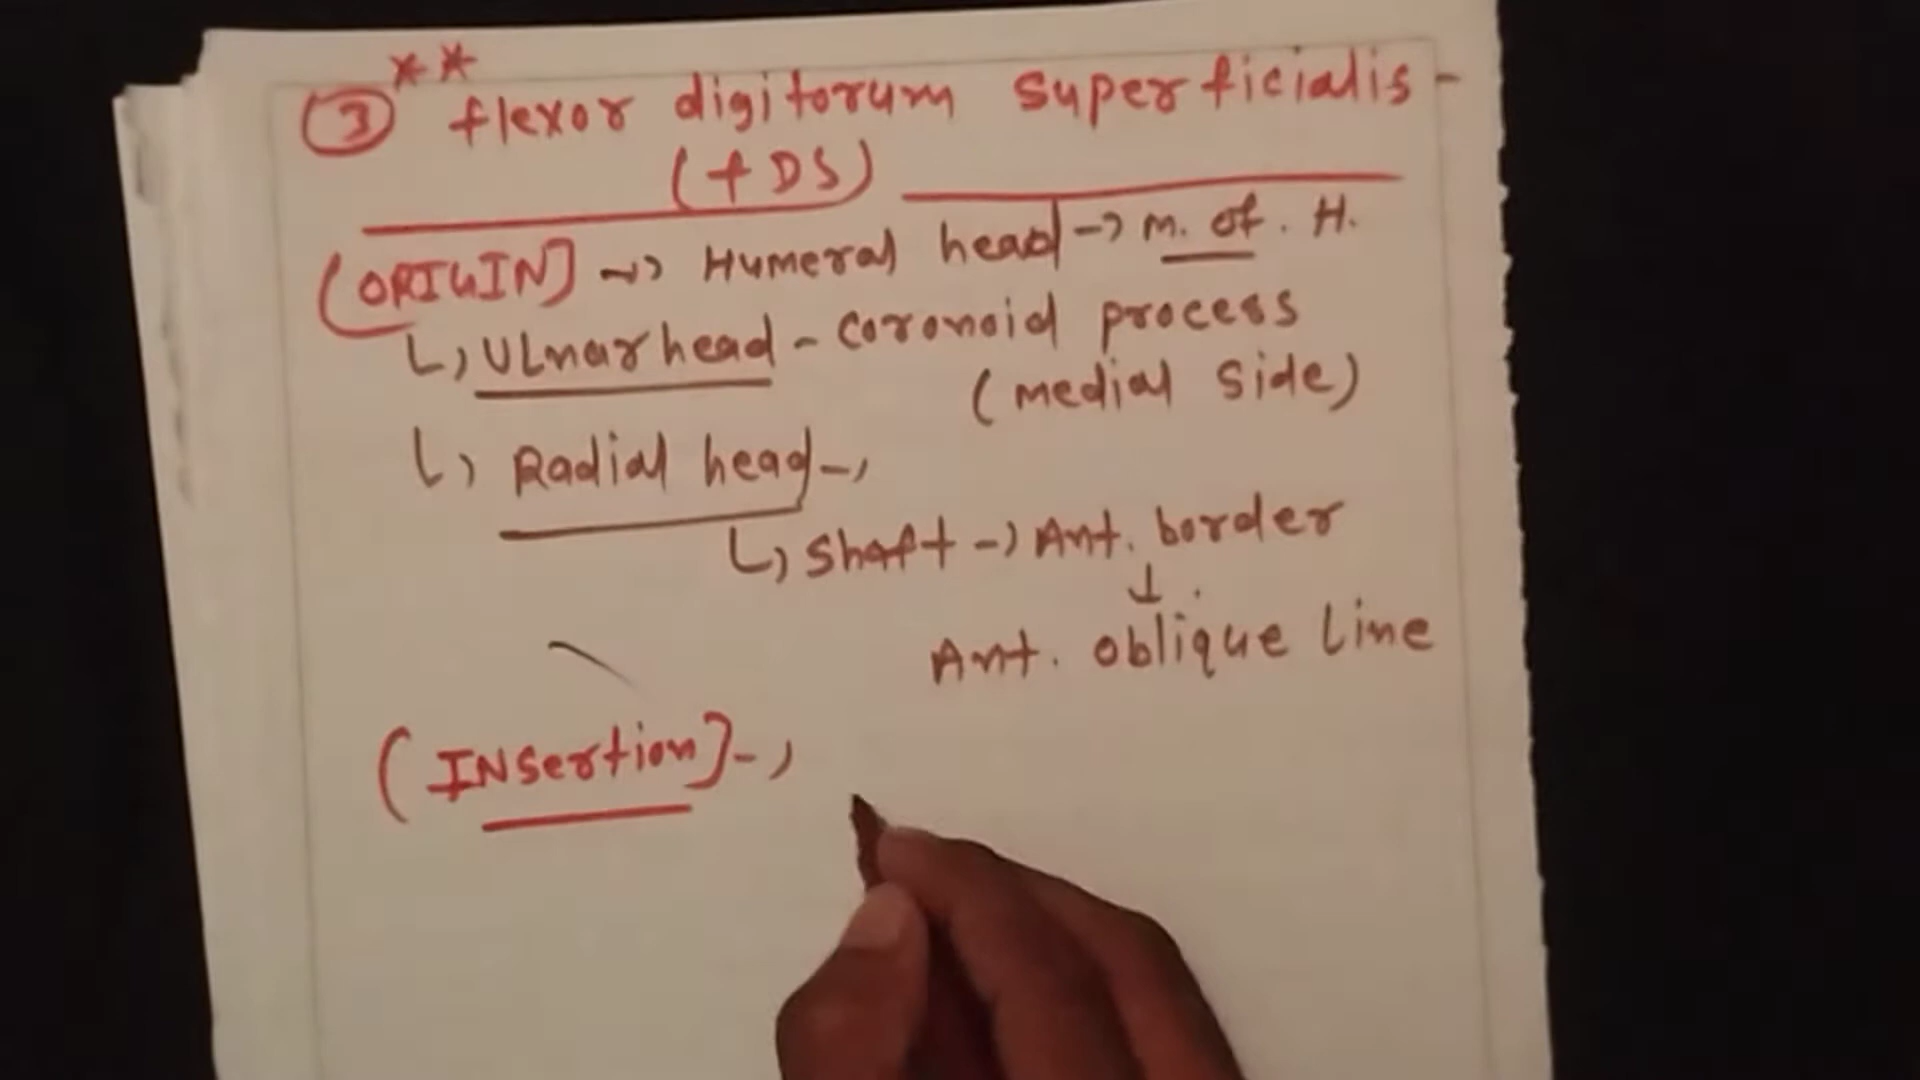 ③ ** flexor digitorum superficialis -
(fDS)
(ORIGIN] → Humeral head → M. of. H.
↳ ULnar head - coronoid process
(medial side)
↳ Radial head →
↳ shaft → Ant. border
↓
Ant. oblique line
(INsertion] →